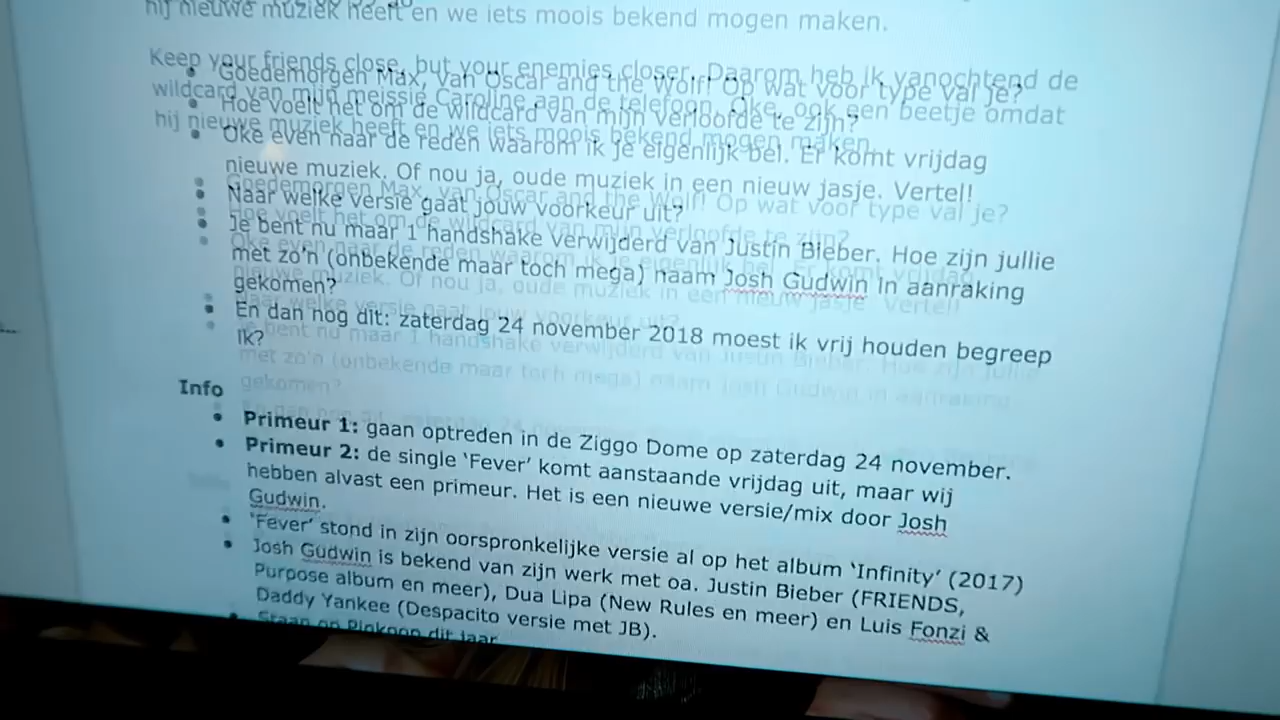 hij nieuwe muziek heeft en we iets moois bekend mogen maken.
Keep your friends close, but your enemies closer. Daarom heb ik vanochtend de
wildcard van mijn meissie Caroline aan de telefoon. Oke, ook een beetje omdat
hij nieuwe muziek heeft en we iets moois bekend mogen maken.
Goedemorgen Max, van Oscar and the Wolf! Op wat voor type val je?
Hoe voelt het om de wildcard van mijn verloofde te zijn?
Oke even naar de reden waarom ik je eigenlijk bel. Er komt vrijdag
nieuwe muziek. Of nou ja, oude muziek in een nieuw jasje. Vertel!
Naar welke versie gaat jouw voorkeur uit?
Je bent nu maar 1 handshake verwijderd van Justin Bieber. Hoe zijn jullie
met zo'n (onbekende maar toch mega) naam Josh Gudwin in aanraking
gekomen?
En dan nog dit: zaterdag 24 november 2018 moest ik vrij houden begreep
ik?
Info
Primeur 1: gaan optreden in de Ziggo Dome op zaterdag 24 november.
Primeur 2: de single 'Fever' komt aanstaande vrijdag uit, maar wij
hebben alvast een primeur. Het is een nieuwe versie/mix door Josh
Gudwin.
'Fever' stond in zijn oorspronkelijke versie al op het album 'Infinity' (2017)
Josh Gudwin is bekend van zijn werk met oa. Justin Bieber (FRIENDS,
Purpose album en meer), Dua Lipa (New Rules en meer) en Luis Fonzi &
Daddy Yankee (Despacito versie met JB).
Staan op Pinkpop dit jaar